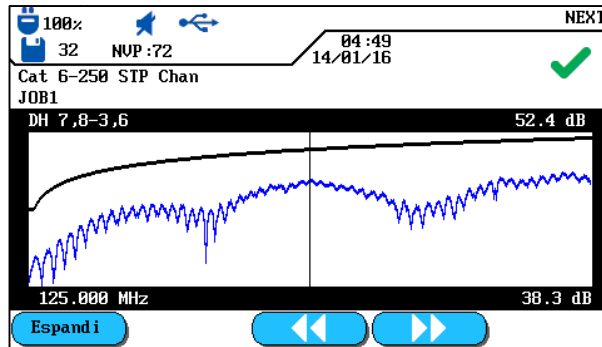 100% NEXT
32 NVP:72 04:49
14/01/16
Cat 6-250 STP Chan
JOB1
DH 7,8-3,6 52.4 dB
125.000 MHz 38.3 dB
Espandi